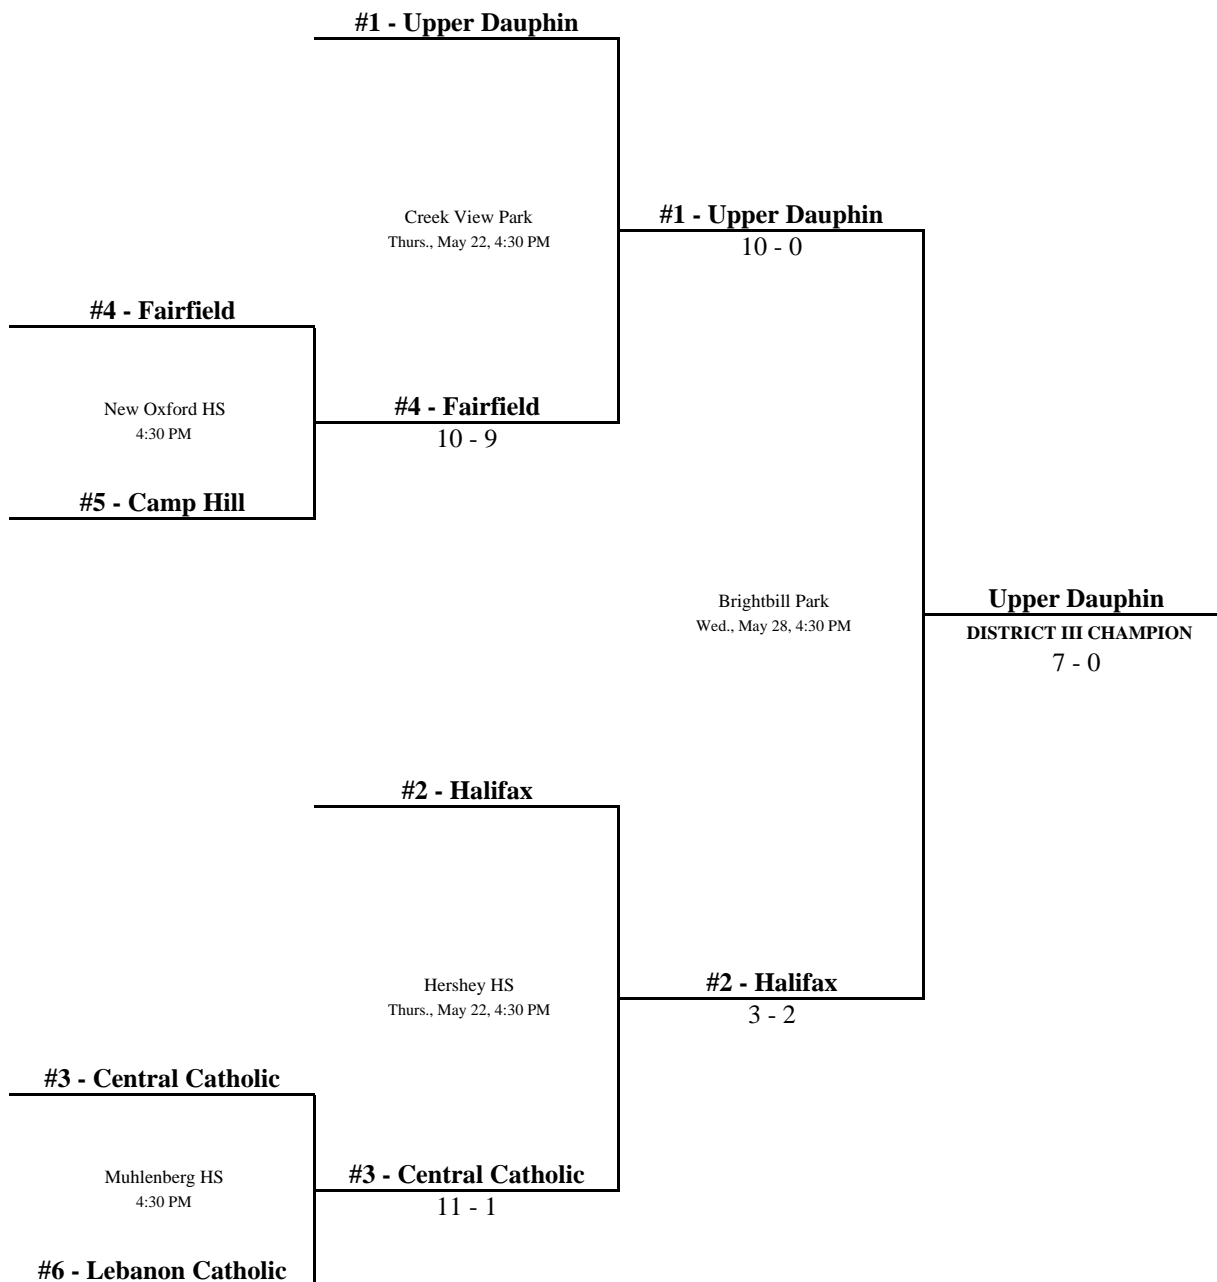 #1 - Upper Dauphin
Creek View Park
Thurs., May 22, 4:30 PM
#1 - Upper Dauphin
10 - 0
#4 - Fairfield
New Oxford HS
4:30 PM
#4 - Fairfield
10 - 9
#5 - Camp Hill
Brightbill Park
Wed., May 28, 4:30 PM
Upper Dauphin
DISTRICT III CHAMPION
7 - 0
#2 - Halifax
Hershey HS
Thurs., May 22, 4:30 PM
#2 - Halifax
3 - 2
#3 - Central Catholic
Muhlenberg HS
4:30 PM
#3 - Central Catholic
11 - 1
#6 - Lebanon Catholic